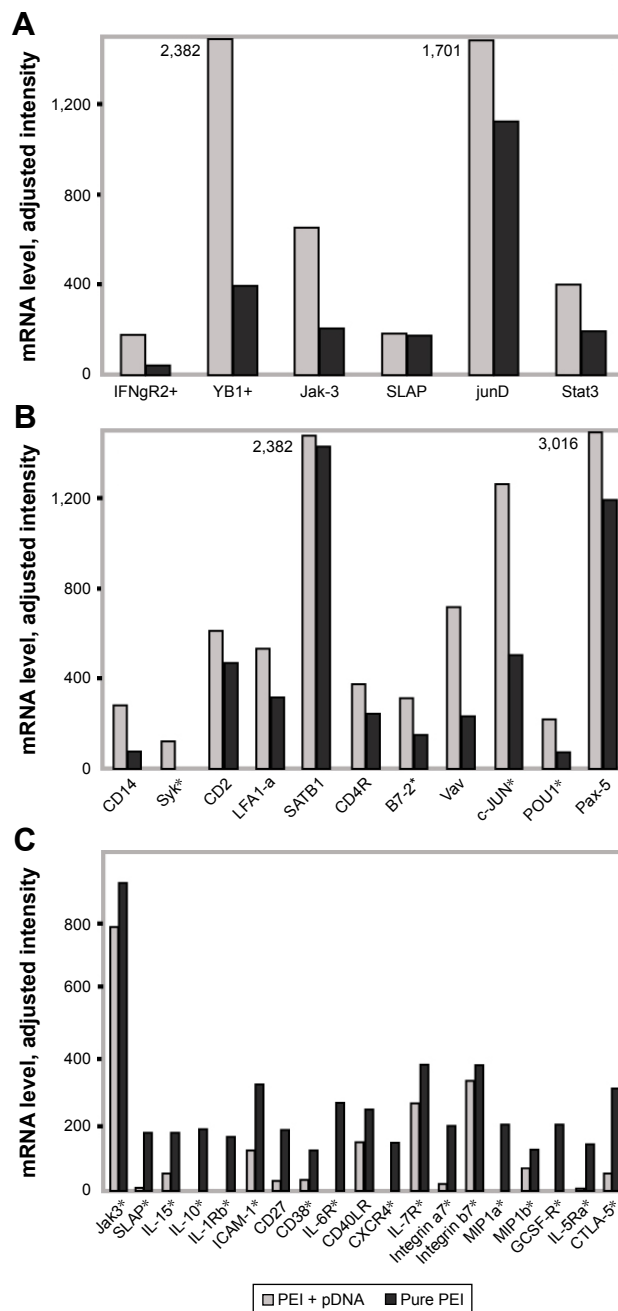 A
mRNA level, adjusted intensity
2,382
1,701
1,200
800
400
0
IFNgR2+ YB1+ Jak-3 SLAP junD Stat3
B
mRNA level, adjusted intensity
2,382
3,016
1,200
800
400
0
CD14 Syk* CD2 LFA1-a SATB1 CD4R B7-2* Vav c-JUN* POU1* Pax-5
C
mRNA level, adjusted intensity
800
600
400
200
0
Jak3* SLAP* IL-15* IL-10* IL-1Rb* ICAM-1* CD27 CD38* IL-6R* CD40LR CXCR4* IL-7R* Integrin a7* Integrin b7* MIP1a* MIP1b* GCSF-R* IL-5Ra* CTLA-5*
PEI + pDNA Pure PEI